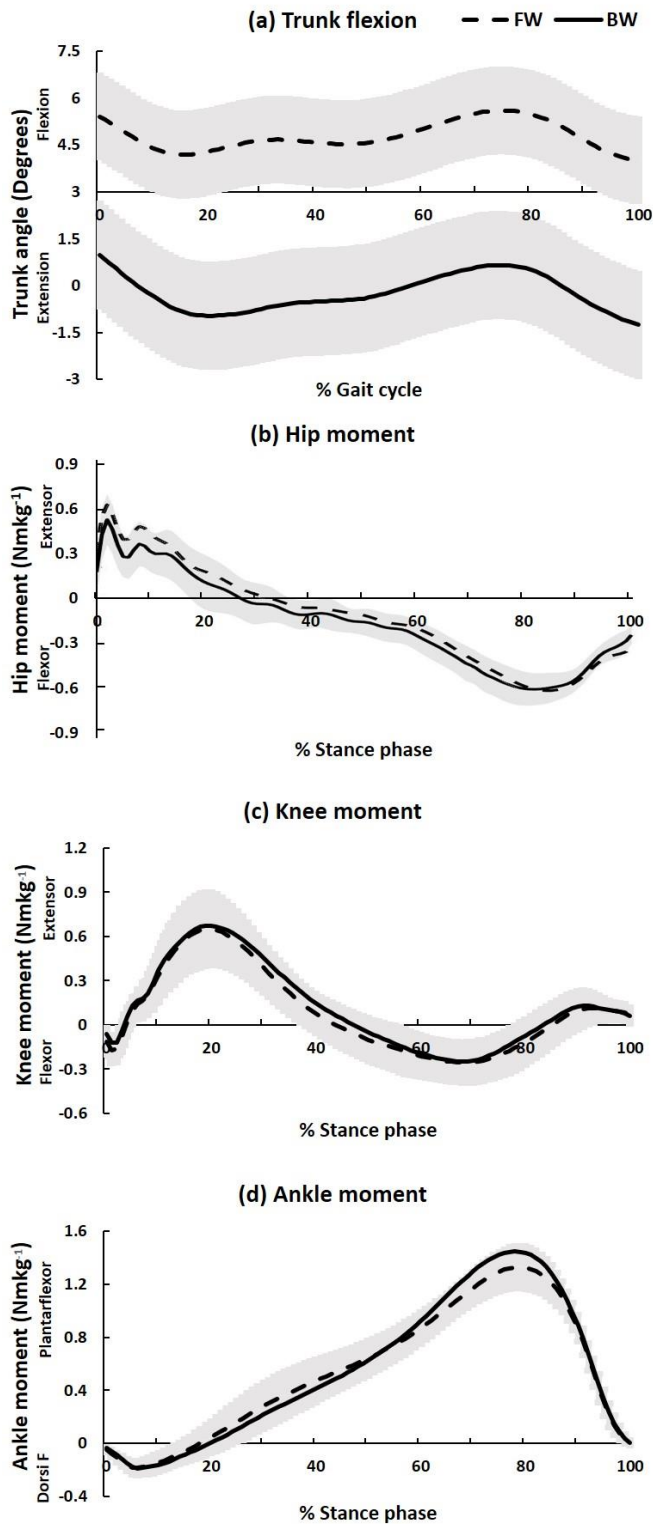 (a) Trunk flexion
FW
BW
Trunk angle (Degrees)
Extension
Flexion
7.5
6
4.5
3
0
20
40
60
80
100
1.5
0
-1.5
-3
% Gait cycle
(b) Hip moment
Hip moment (Nmkg-1)
Flexor
Extensor
0.9
0.6
0.3
0
0
20
40
60
80
100
-0.3
-0.6
-0.9
% Stance phase
(c) Knee moment
Knee moment (Nmkg-1)
Flexor
Extensor
1.2
0.9
0.6
0.3
0
0
20
40
60
80
100
-0.3
-0.6
% Stance phase
(d) Ankle moment
Ankle moment (Nmkg-1)
Dorsi F
Plantarflexor
1.6
1.2
0.8
0.4
0
0
20
40
60
80
100
-0.4
% Stance phase